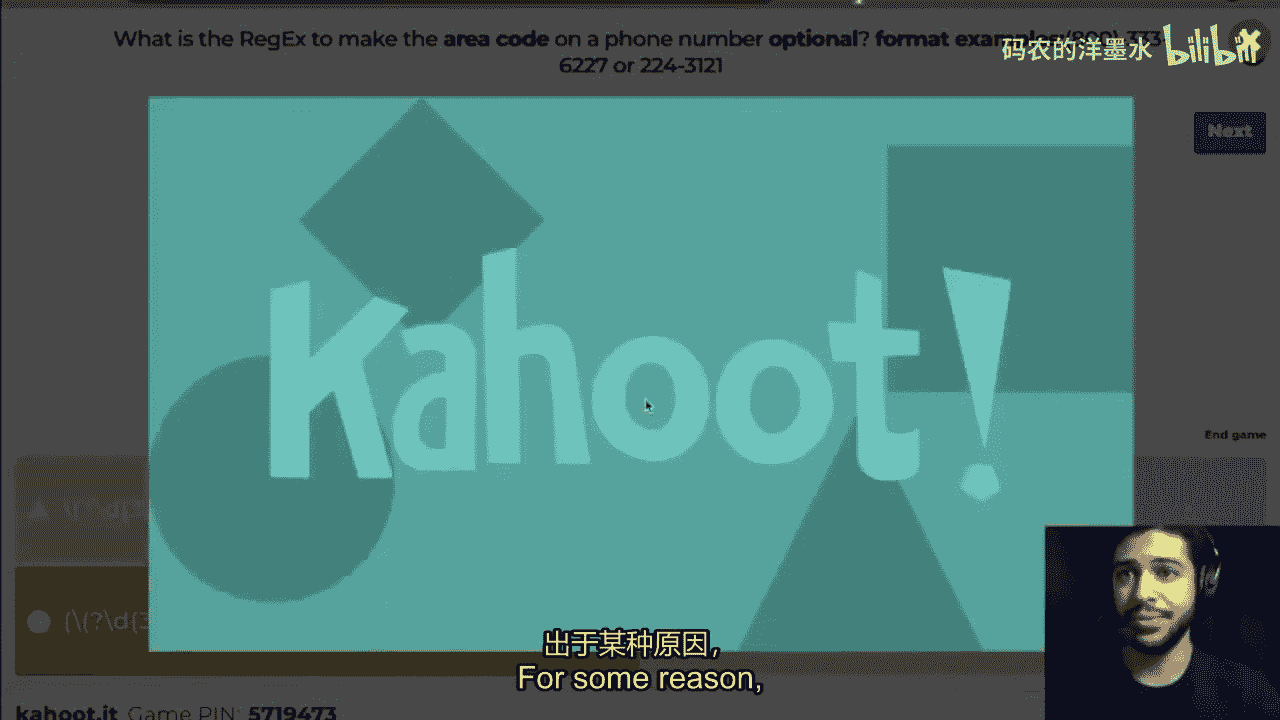 What is the RegEx to make the area code on a phone number optional? format
6227 or 224-3121
码农的洋墨水 bilibili
Next
Kahoot!
End game
(\(?\d{3
出于某种原因，
For some reason,
kahoot.it Game PIN: 5719473